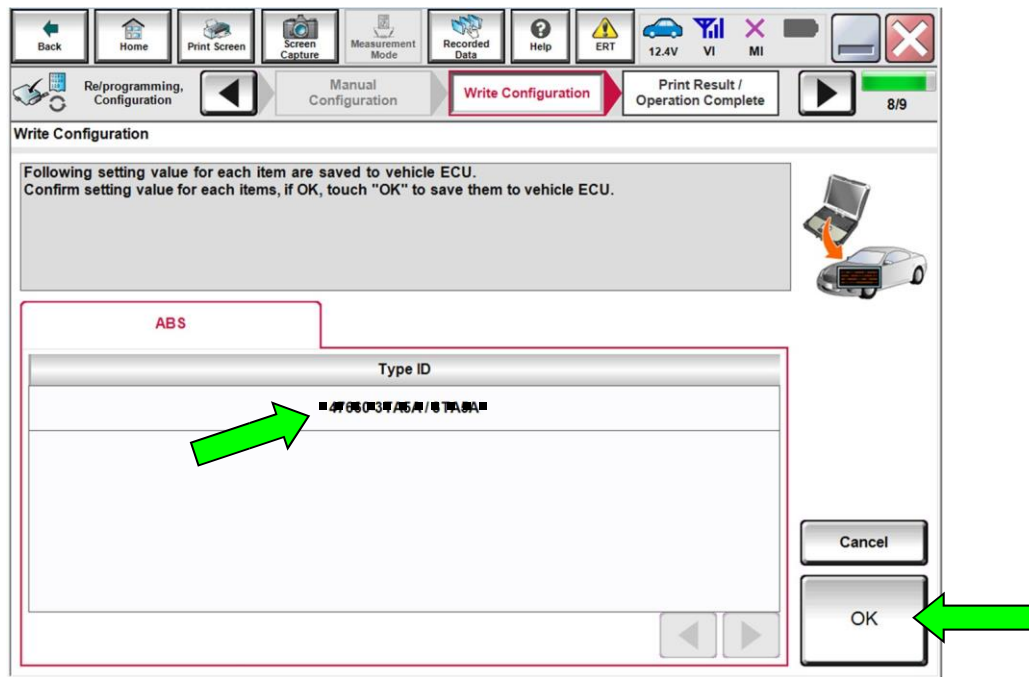 Back
Home
Print Screen
Screen Capture
Measurement Mode
Recorded Data
Help
ERT
12.4V
VI
MI
Re/programming, Configuration
Manual Configuration
Write Configuration
Print Result / Operation Complete
8/9
Write Configuration
Following setting value for each item are saved to vehicle ECU.
Confirm setting value for each items, if OK, touch "OK" to save them to vehicle ECU.
ABS
Type ID
Cancel
OK